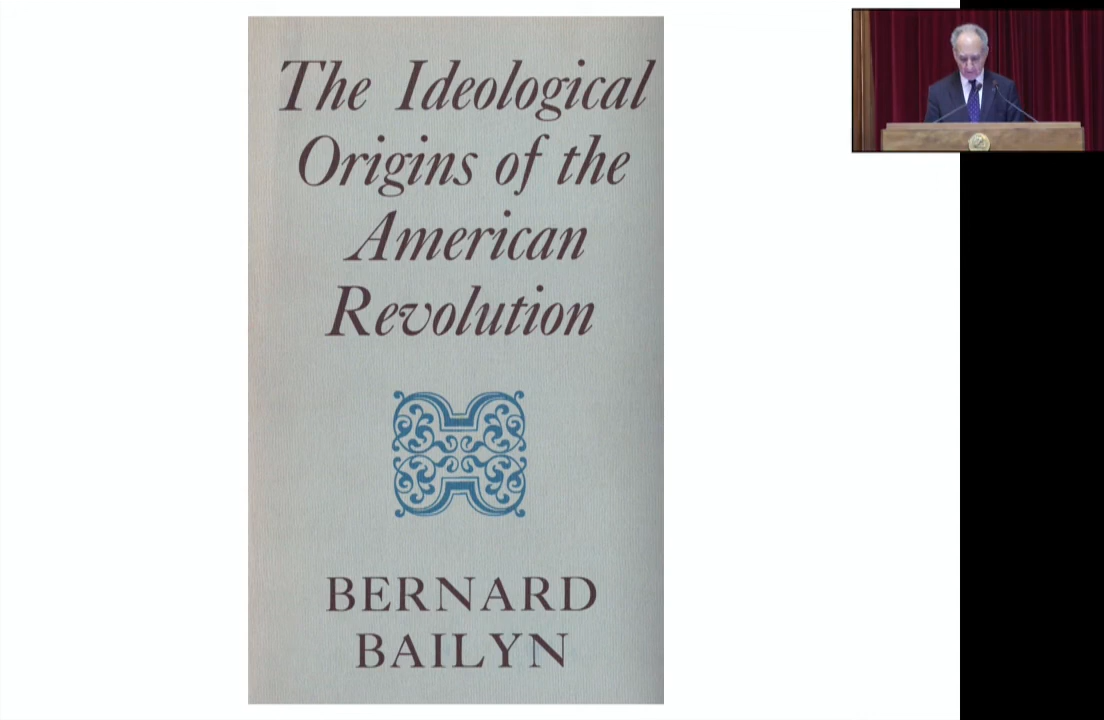 The Ideological
Origins of the
American
Revolution
BERNARD
BAILYN